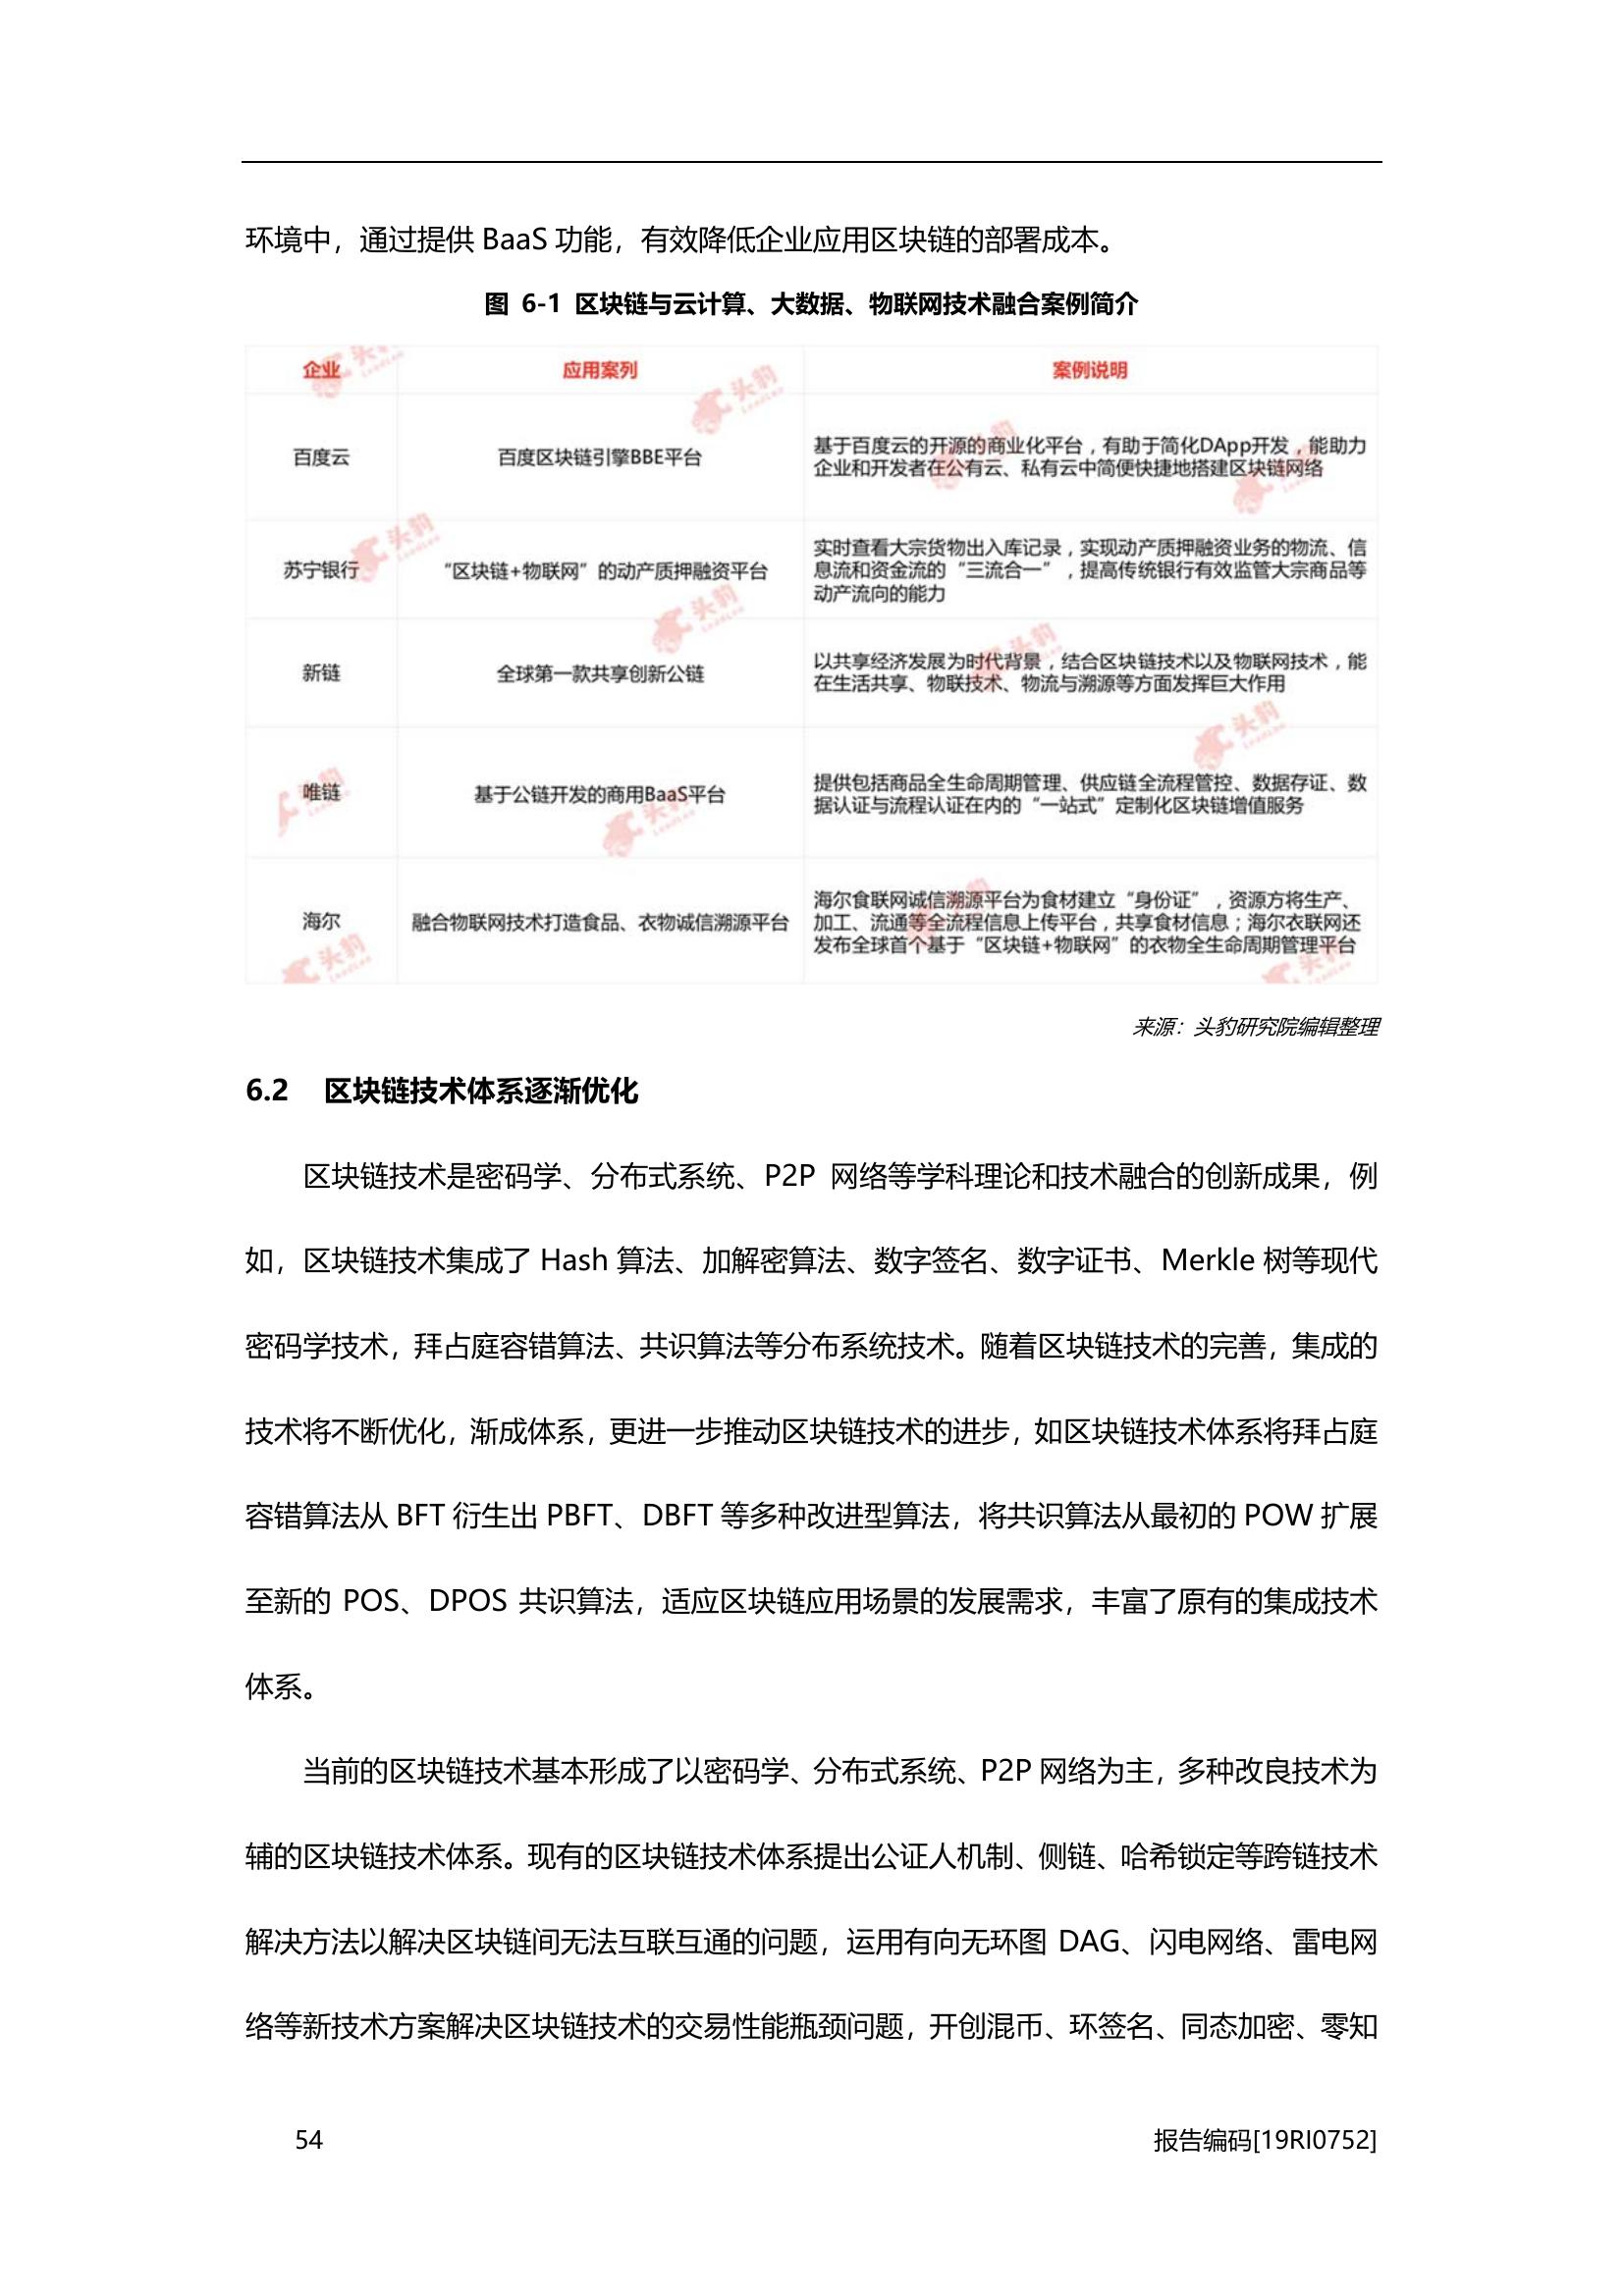 环境中，通过提供 BaaS 功能，有效降低企业应用区块链的部署成本。
图 6-1 区块链与云计算、大数据、物联网技术融合案例简介
企业 应用案列 案例说明
百度云 百度区块链引擎BBE平台 基于百度云的开源的商业化平台，有助于简化DApp开发，能助力
企业和开发者在公有云、私有云中简便快捷地搭建区块链网络
苏宁银行 “区块链+物联网”的动产质押融资平台 实时查看大宗货物出入库记录，实现动产质押融资业务的物流、信
息流和资金流的“三流合一”，提高传统银行有效监管大宗商品等
动产流向的能力
新链 全球第一款共享创新公链 以共享经济发展为时代背景，结合区块链技术以及物联网技术，能
在生活共享、物联技术、物流与溯源等方面发挥巨大作用
唯链 基于公链开发的商用BaaS平台 提供包括商品全生命周期管理、供应链全流程管控、数据存证、数
据认证与流程认证在内的“一站式”定制化区块链增值服务
海尔 融合物联网技术打造食品、衣物诚信溯源平台 海尔食联网诚信溯源平台为食材建立“身份证”，资源方将生产、
加工、流通等全流程信息上传平台，共享食材信息；海尔衣联网还
发布全球首个基于“区块链+物联网”的衣物全生命周期管理平台
来源：头豹研究院编辑整理
6.2 区块链技术体系逐渐优化
区块链技术是密码学、分布式系统、P2P 网络等学科理论和技术融合的创新成果，例
如，区块链技术集成了 Hash 算法、加解密算法、数字签名、数字证书、Merkle 树等现代
密码学技术，拜占庭容错算法、共识算法等分布系统技术。随着区块链技术的完善，集成的
技术将不断优化，渐成体系，更进一步推动区块链技术的进步，如区块链技术体系将拜占庭
容错算法从 BFT 衍生出 PBFT、DBFT 等多种改进型算法，将共识算法从最初的 POW 扩展
至新的 POS、DPOS 共识算法，适应区块链应用场景的发展需求，丰富了原有的集成技术
体系。
当前的区块链技术基本形成了以密码学、分布式系统、P2P 网络为主，多种改良技术为
辅的区块链技术体系。现有的区块链技术体系提出公证人机制、侧链、哈希锁定等跨链技术
解决方法以解决区块链间无法互联互通的问题，运用有向无环图 DAG、闪电网络、雷电网
络等新技术方案解决区块链技术的交易性能瓶颈问题，开创混币、环签名、同态加密、零知
54 报告编码[19RI0752]